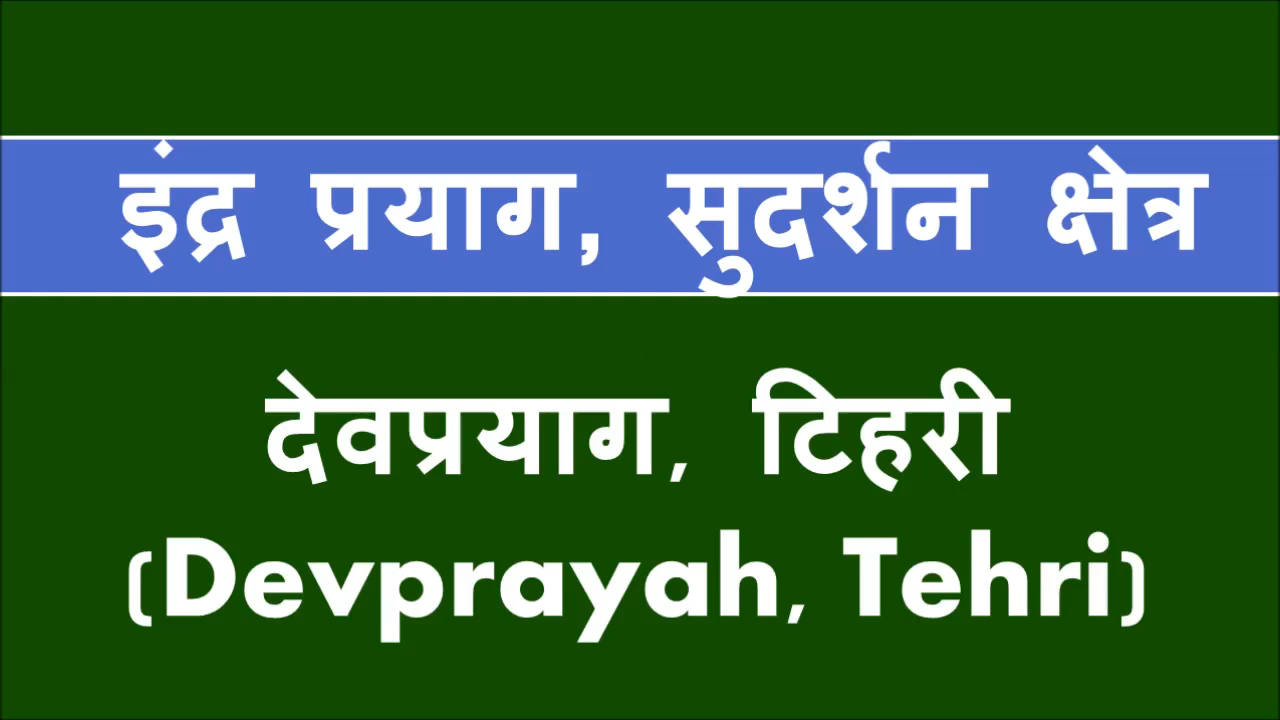 इंद्र प्रयाग, सुदर्शन क्षेत्र
देवप्रयाग, टिहरी
(Devprayah, Tehri)